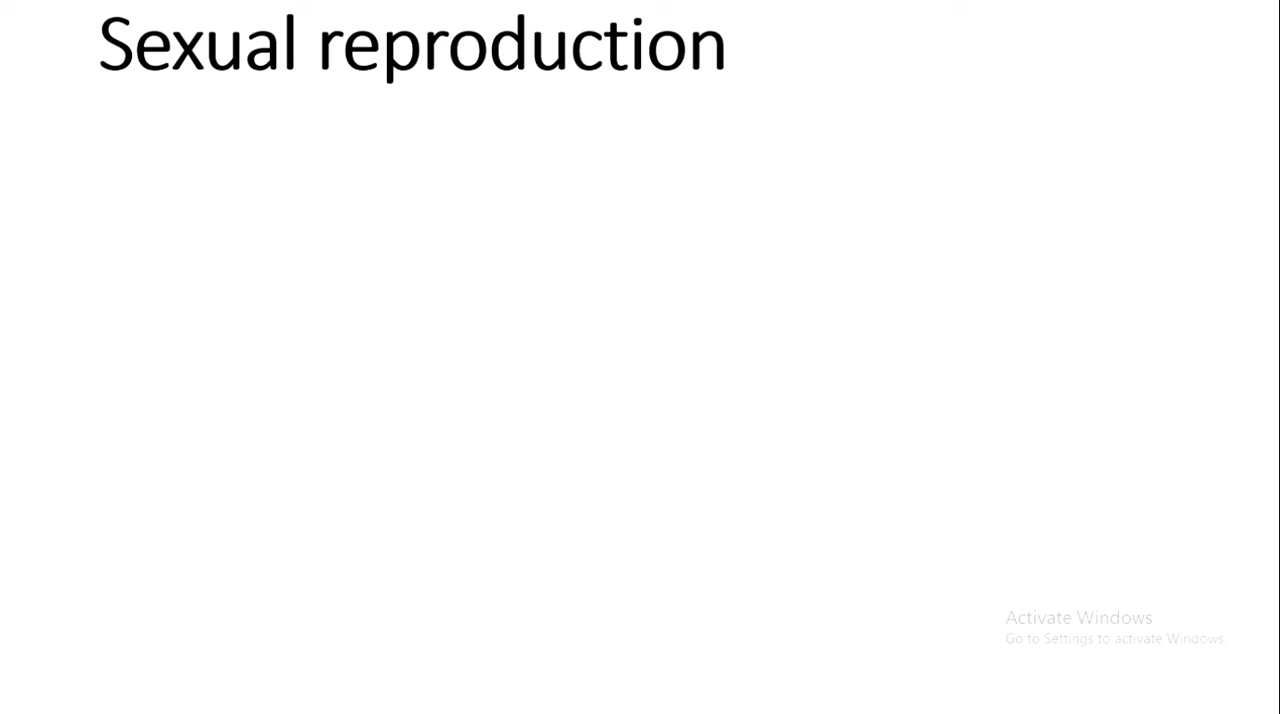 Sexual reproduction
Activate Windows
Go to Settings to activate Windows.